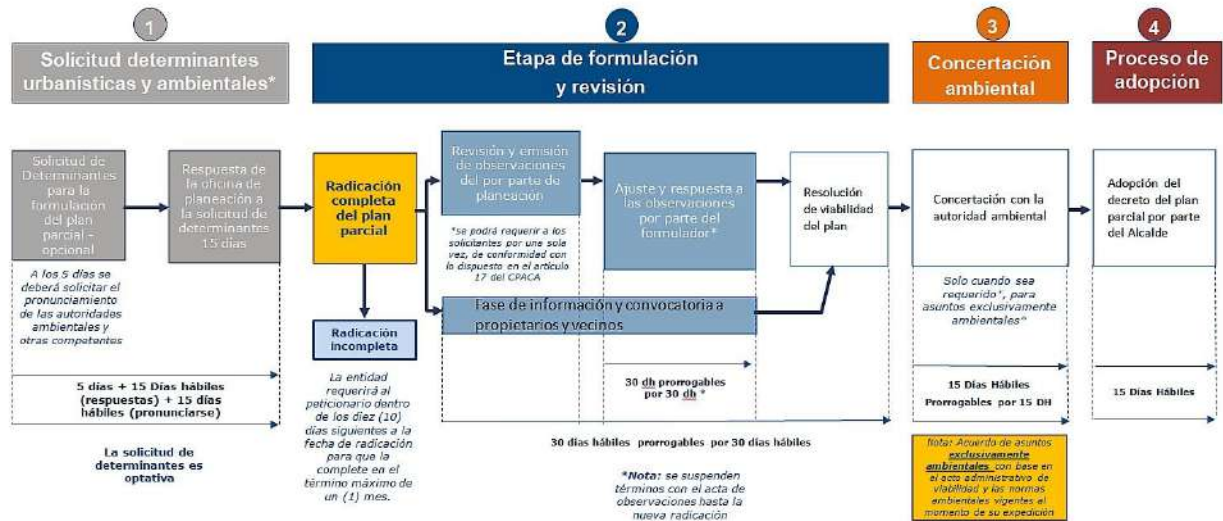 1
Solicitud determinantes
urbanísticas y ambientales*
2
Etapa de formulación
y revisión
3
Concertación
ambiental
4
Proceso de
adopción
Solicitud de
Determinantes
para la
formulación del
plan
parcial –
opcional
Respuesta de
la oficina de
planeación a
la solicitud de
determinantes
15 días
Radicación
completa
del plan
parcial
Revisión y emisión
de observaciones
del por parte de
planeación
*se podrá requerir a los
solicitantes por una sole
vez, de conformidad con
lo dispuesto en el artículo
17 del CPACA
Ajuste y respuesta a
las observaciones
por parte del
formulador*
Resolución
de viabilidad
del plan
Concertación con la
autoridad ambiental
Adopción del
decreto del plan
parcial por parte
del Alcalde
A los 5 días se
deberá solicitar el
pronunciamiento
de las autoridades
ambientales y
otras competentes
Fase de información y convocatoria a
propietarios y vecinos
Solo cuando sea
requerido*, para
asuntos exclusivamente
ambientales*
Radicación
incompleta
La entidad
requerirá al
peticionario dentro
de los diez (10)
días siguientes a la
fecha de radicación
para que la
complete en el
término máximo de
un (1) mes.
5 días + 15 Días hábiles
(respuestas) + 15 días
hábiles (pronunciarse)
La solicitud de
determinantes es
optativa
30 dh prorrogables
por 30 dh *
30 días hábiles prorrogables por 30 días hábiles
*Nota: se suspenden
términos con el acta de
observaciones hasta la
nueva radicación
15 Días Hábiles
Prorrogables por 15 DH
15 Días Hábiles
Nota: Acuerdo de asuntos
exclusivamente
ambientales con base en
el acto administrativo de
viabilidad y las normas
ambientales vigentes al
momento de su expedición